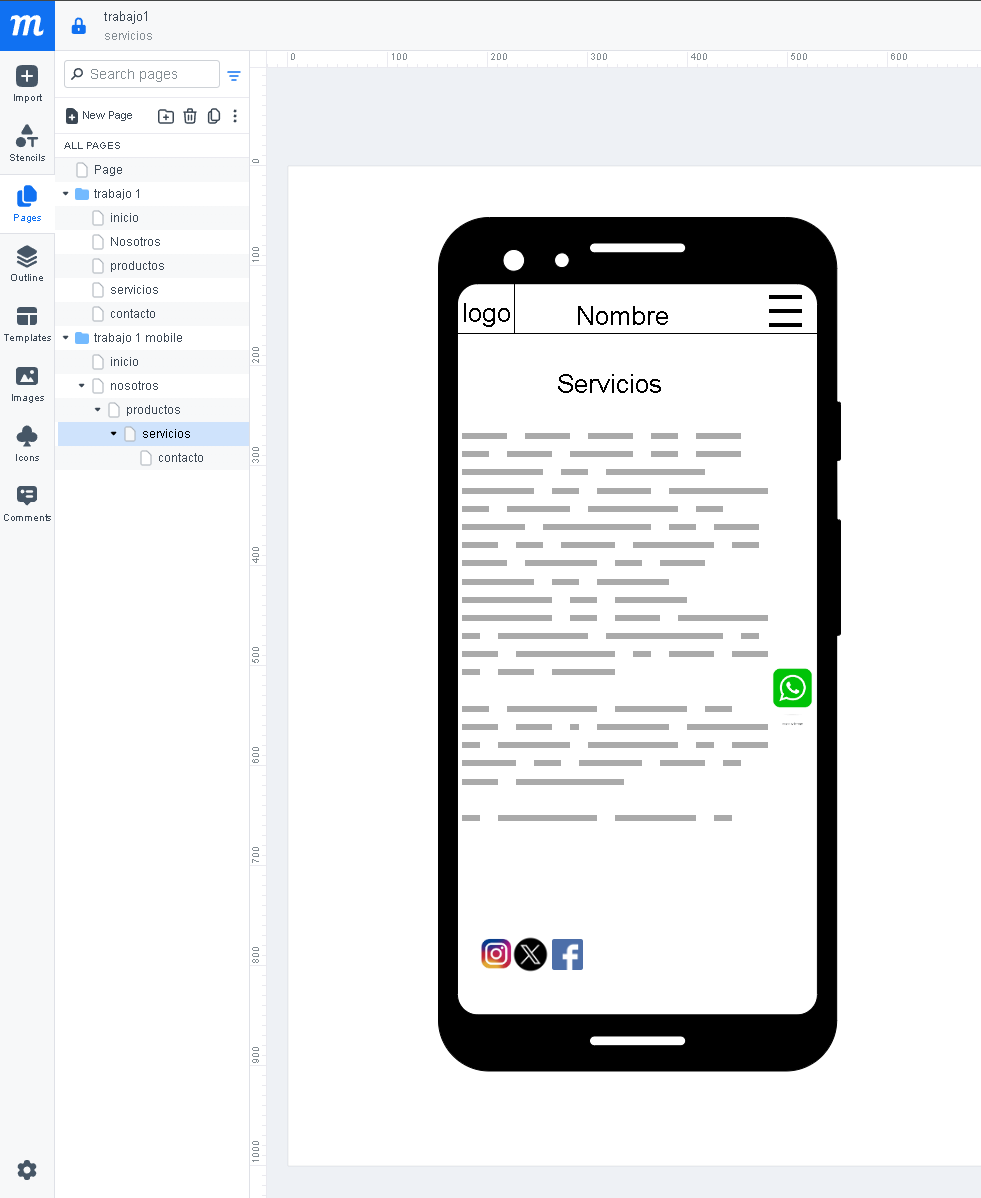 m
trabajo1
servicios
Import
Stencils
Pages
Outline
Templates
Images
Icons
Comments
Search pages
New Page
ALL PAGES
Page
trabajo 1
inicio
Nosotros
productos
servicios
contacto
trabajo 1 mobile
inicio
nosotros
productos
servicios
contacto
0 100 200 300 400 500 600
0
100
200
300
400
500
600
700
800
900
1000
logo
Nombre
Servicios